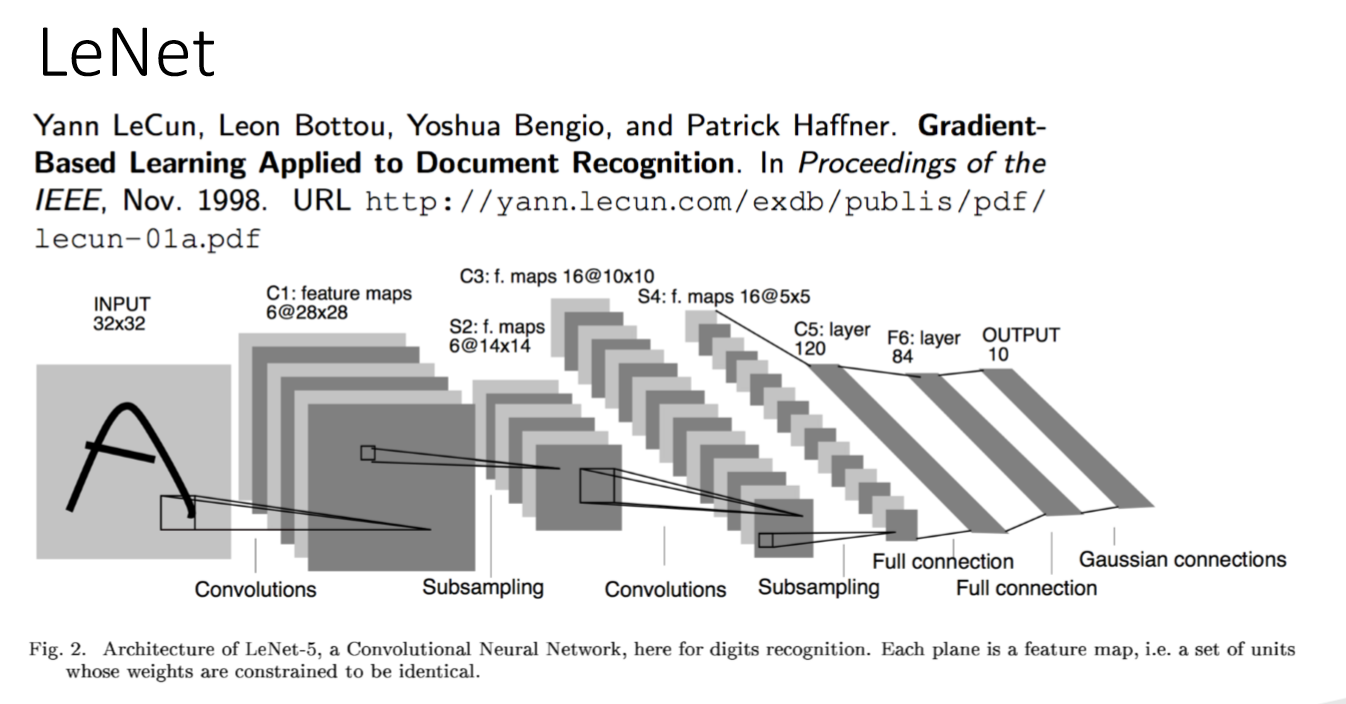 LeNet
Yann LeCun, Leon Bottou, Yoshua Bengio, and Patrick Haffner. Gradient-
Based Learning Applied to Document Recognition. In Proceedings of the
IEEE, Nov. 1998. URL http://yann.lecun.com/exdb/publis/pdf/
lecun-01a.pdf
INPUT
32x32
C1: feature maps
6@28x28
S2: f. maps
6@14x14
C3: f. maps 16@10x10
S4: f. maps 16@5x5
C5: layer
120
F6: layer
84
OUTPUT
10
A
Convolutions
Subsampling
Convolutions
Subsampling
Full connection
Full connection
Gaussian connections
Fig. 2. Architecture of LeNet-5, a Convolutional Neural Network, here for digits recognition. Each plane is a feature map, i.e. a set of units
whose weights are constrained to be identical.